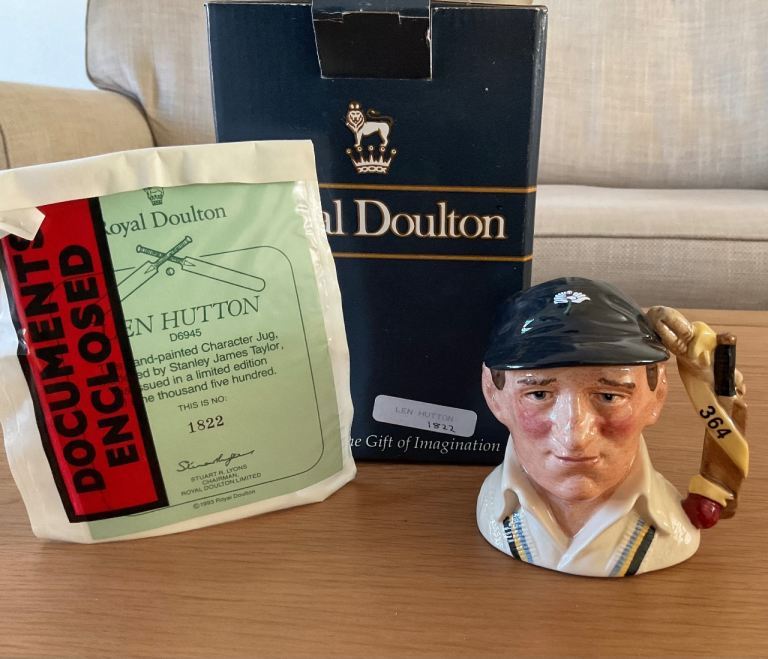 DOCUMENTS
ENCLOSED
Royal Doulton
EN HUTTON
D6945
and-painted Character Jug,
ed by Stanley James Taylor,
ssued in a limited edition
ne thousand five hundred.
THIS IS NO:
1822
STUART R. LYONS
CHAIRMAN,
ROYAL DOULTON LIMITED
©1993 Royal Doulton
al Doulton
LEN HUTTON
1822
he Gift of Imagination
364